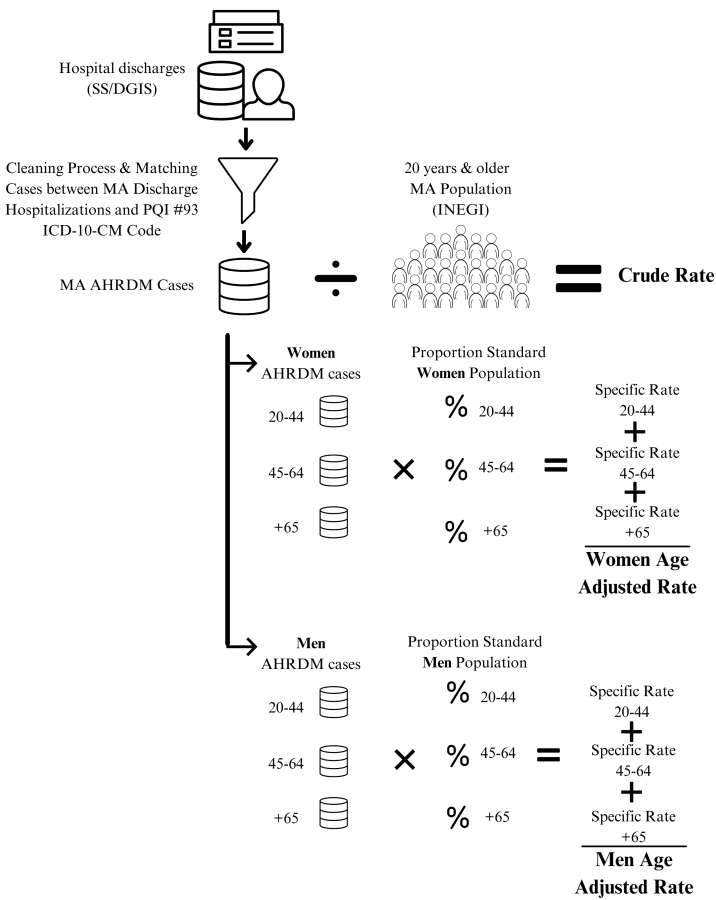 Hospital discharges
(SS/DGIS)
Cleaning Process & Matching
Cases between MA Discharge
Hospitalizations and PQI #93
ICD-10-CM Code
20 years & older
MA Population
(INEGI)
MA AHRDM Cases
÷
=
Crude Rate
Women
AHRDM cases
20-44
45-64
+65
×
Proportion Standard
Women Population
% 20-44
% 45-64
% +65
=
Specific Rate
20-44
+
Specific Rate
45-64
+
Specific Rate
+65
Women Age
Adjusted Rate
Men
AHRDM cases
20-44
45-64
+65
×
Proportion Standard
Men Population
% 20-44
% 45-64
% +65
=
Specific Rate
20-44
+
Specific Rate
45-64
+
Specific Rate
+65
Men Age
Adjusted Rate